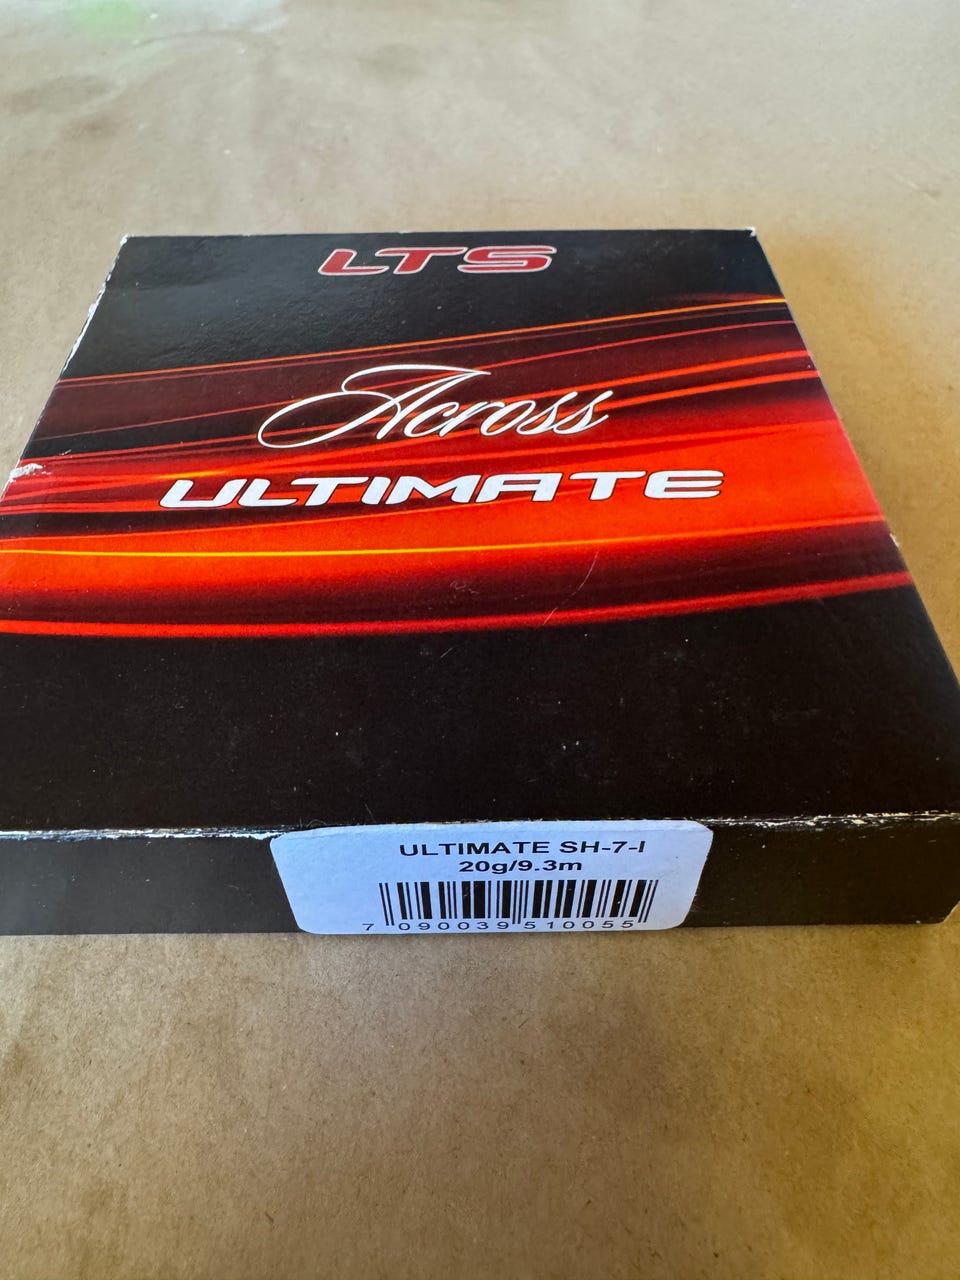 LTS
Across
ULTIMATE
ULTIMATE SH-7-I
20g/9.3m
7 090039 510055